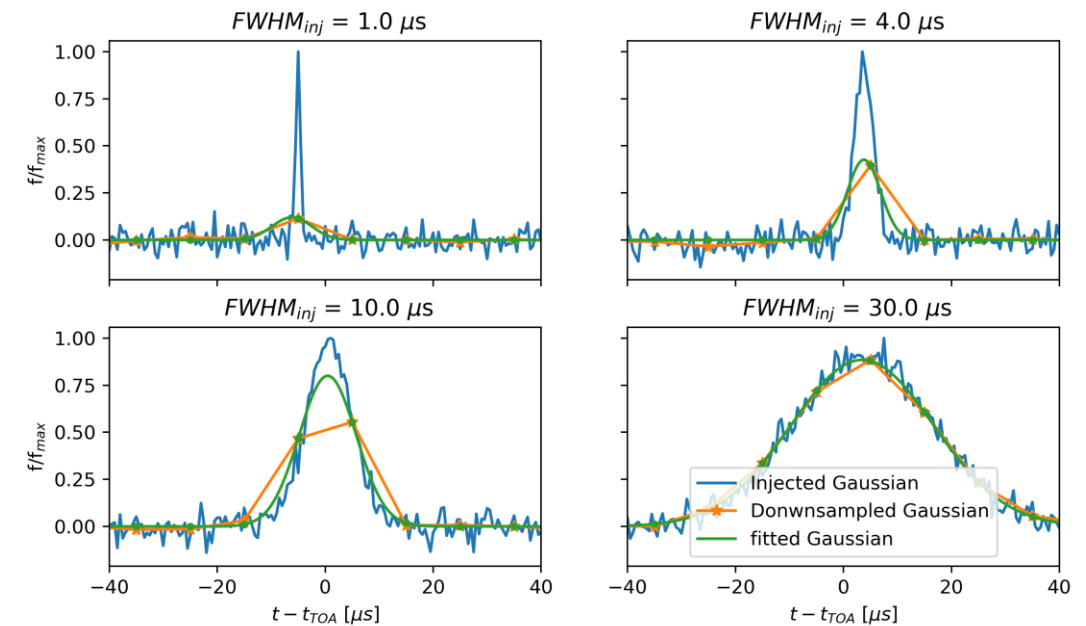 FWHM_inj = 1.0 μs
FWHM_inj = 4.0 μs
1.00
0.75
0.50
0.25
0.00
f/f_max
FWHM_inj = 10.0 μs
FWHM_inj = 30.0 μs
1.00
0.75
0.50
0.25
0.00
f/f_max
Injected Gaussian
Donwnsampled Gaussian
fitted Gaussian
−40 −20 0 20 40
−40 −20 0 20 40
t − t_TOA [μs]
t − t_TOA [μs]